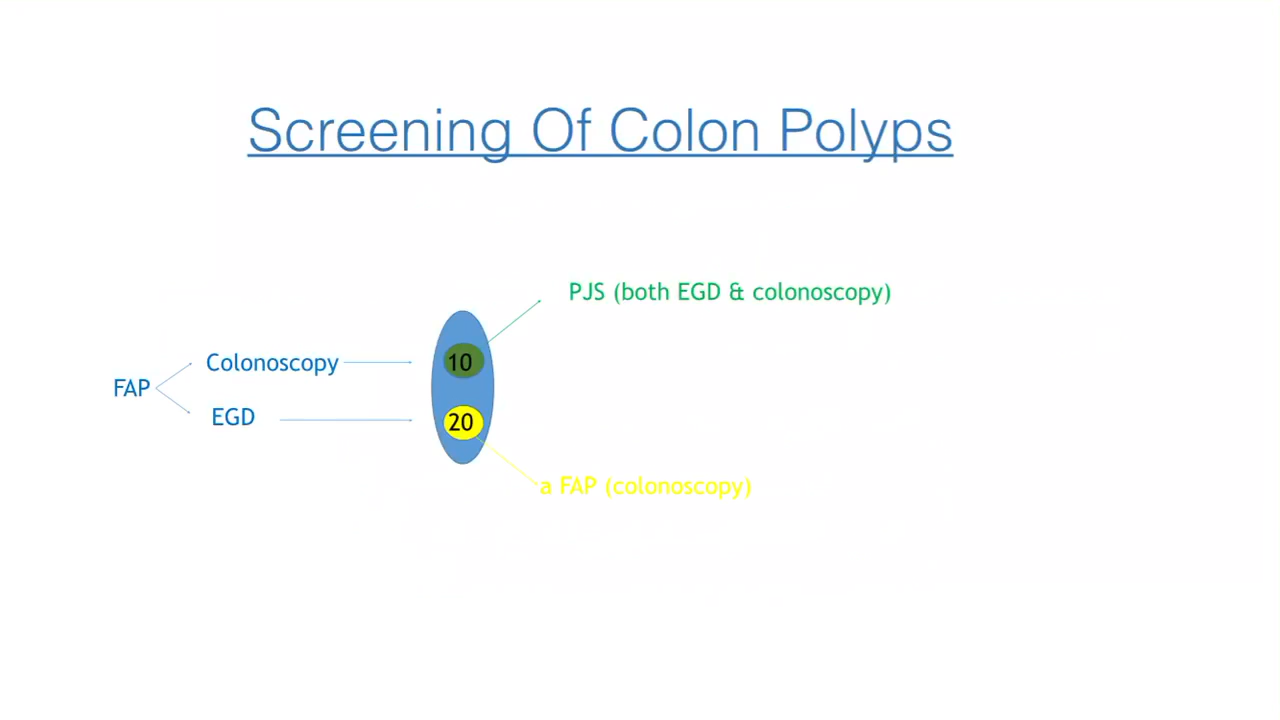 Screening Of Colon Polyps
PJS (both EGD & colonoscopy)
Colonoscopy
10
FAP
EGD
20
a FAP (colonoscopy)